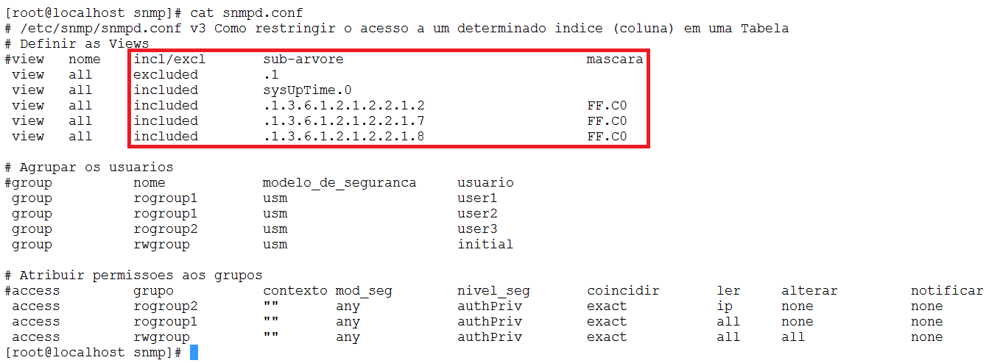 [root@localhost snmp]# cat snmpd.conf
# /etc/snmp/snmpd.conf v3 Como restringir o acesso a um determinado indice (coluna) em uma Tabela
# Definir as Views
#view   nome    incl/excl       sub-arvore                              mascara
 view   all     excluded        .1
 view   all     included        sysUpTime.0
 view   all     included        .1.3.6.1.2.1.2.2.1.2                    FF.C0
 view   all     included        .1.3.6.1.2.1.2.2.1.7                    FF.C0
 view   all     included        .1.3.6.1.2.1.2.2.1.8                    FF.C0

# Agrupar os usuarios
#group          nome            modelo_de_seguranca     usuario
 group          rogroup1        usm                     user1
 group          rogroup1        usm                     user2
 group          rogroup2        usm                     user3
 group          rwgroup         usm                     initial

# Atribuir permissoes aos grupos
#access         grupo           contexto mod_seg        nivel_seg       coincidir       ler     alterar         notificar
 access         rogroup2        ""       any            authPriv        exact           ip      none            none
 access         rogroup1        ""       any            authPriv        exact           all     none            none
 access         rwgroup         ""       any            authPriv        exact           all     all             none
[root@localhost snmp]#